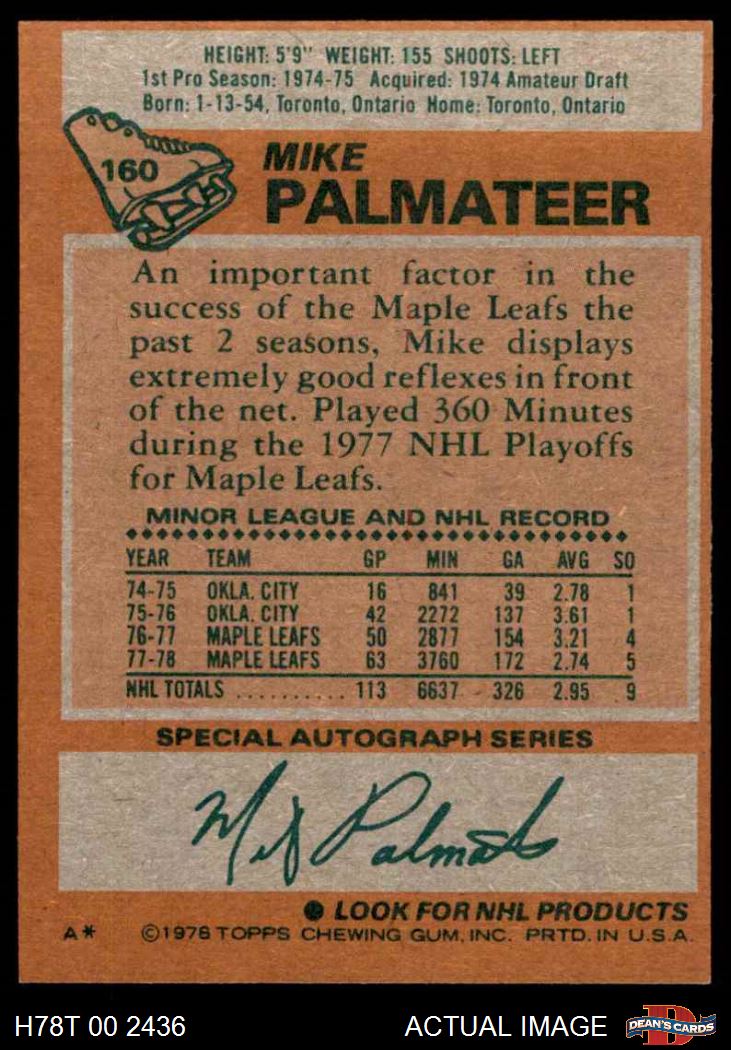 HEIGHT: 5'9" WEIGHT: 155 SHOOTS: LEFT
1st Pro Season: 1974-75 Acquired: 1974 Amateur Draft
Born: 1-13-54, Toronto, Ontario Home: Toronto, Ontario
160
MIKE
PALMATEER
An important factor in the
success of the Maple Leafs the
past 2 seasons, Mike displays
extremely good reflexes in front
of the net. Played 360 Minutes
during the 1977 NHL Playoffs
for Maple Leafs.
MINOR LEAGUE AND NHL RECORD
YEAR TEAM GP MIN GA AVG SO
74-75 OKLA. CITY 16 841 39 2.78 1
75-76 OKLA. CITY 42 2272 137 3.61 1
76-77 MAPLE LEAFS 50 2877 154 3.21 4
77-78 MAPLE LEAFS 63 3760 172 2.74 5
NHL TOTALS .......... 113 6637 326 2.95 9
SPECIAL AUTOGRAPH SERIES
Mike Palmateer
● LOOK FOR NHL PRODUCTS
A* ©1978 TOPPS CHEWING GUM, INC. PRTD. IN U.S.A.
H78T 00 2436 ACTUAL IMAGE DEAN'S CARDS